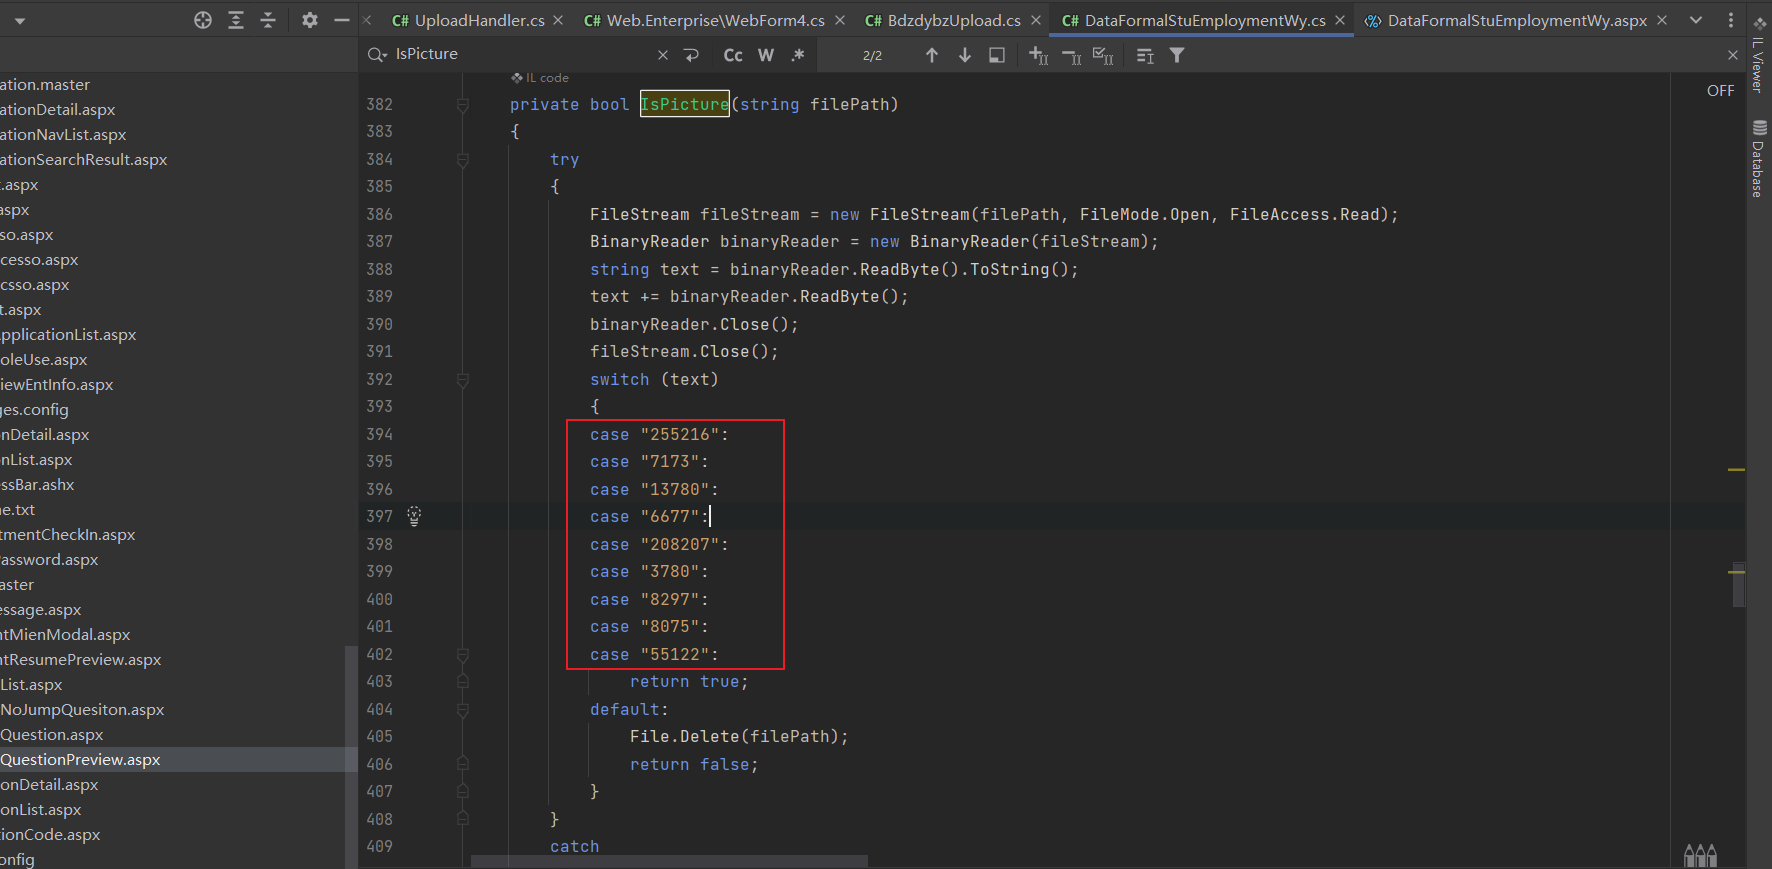 UploadHandler.cs
Web.Enterprise\WebForm4.cs
BdzdybzUpload.cs
DataFormalStuEmploymentWy.cs
DataFormalStuEmploymentWy.aspx
IsPicture
Cc W .*
2/2
IL Viewer
Database
OFF
ation.master
ationDetail.aspx
ationNavList.aspx
ationSearchResult.aspx
.aspx
aspx
so.aspx
cesso.aspx
csso.aspx
t.aspx
pplicationList.aspx
oleUse.aspx
iewEntInfo.aspx
ges.config
nDetail.aspx
nList.aspx
essBar.ashx
ne.txt
tmentCheckIn.aspx
Password.aspx
aster
essage.aspx
ntMienModal.aspx
ntResumePreview.aspx
List.aspx
NoJumpQuesiton.aspx
Question.aspx
QuestionPreview.aspx
onDetail.aspx
onList.aspx
tionCode.aspx
onfig
IL code
382 private bool IsPicture(string filePath)
383 {
384 try
385 {
386 FileStream fileStream = new FileStream(filePath, FileMode.Open, FileAccess.Read);
387 BinaryReader binaryReader = new BinaryReader(fileStream);
388 string text = binaryReader.ReadByte().ToString();
389 text += binaryReader.ReadByte();
390 binaryReader.Close();
391 fileStream.Close();
392 switch (text)
393 {
394 case "255216":
395 case "7173":
396 case "13780":
397 case "6677":
398 case "208207":
399 case "3780":
400 case "8297":
401 case "8075":
402 case "55122":
403 return true;
404 default:
405 File.Delete(filePath);
406 return false;
407 }
408 }
409 catch